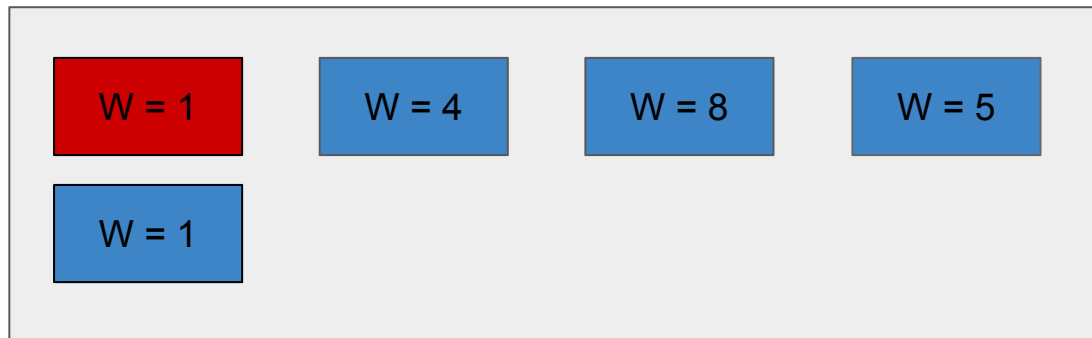 W = 1
W = 4
W = 8
W = 5
W = 1